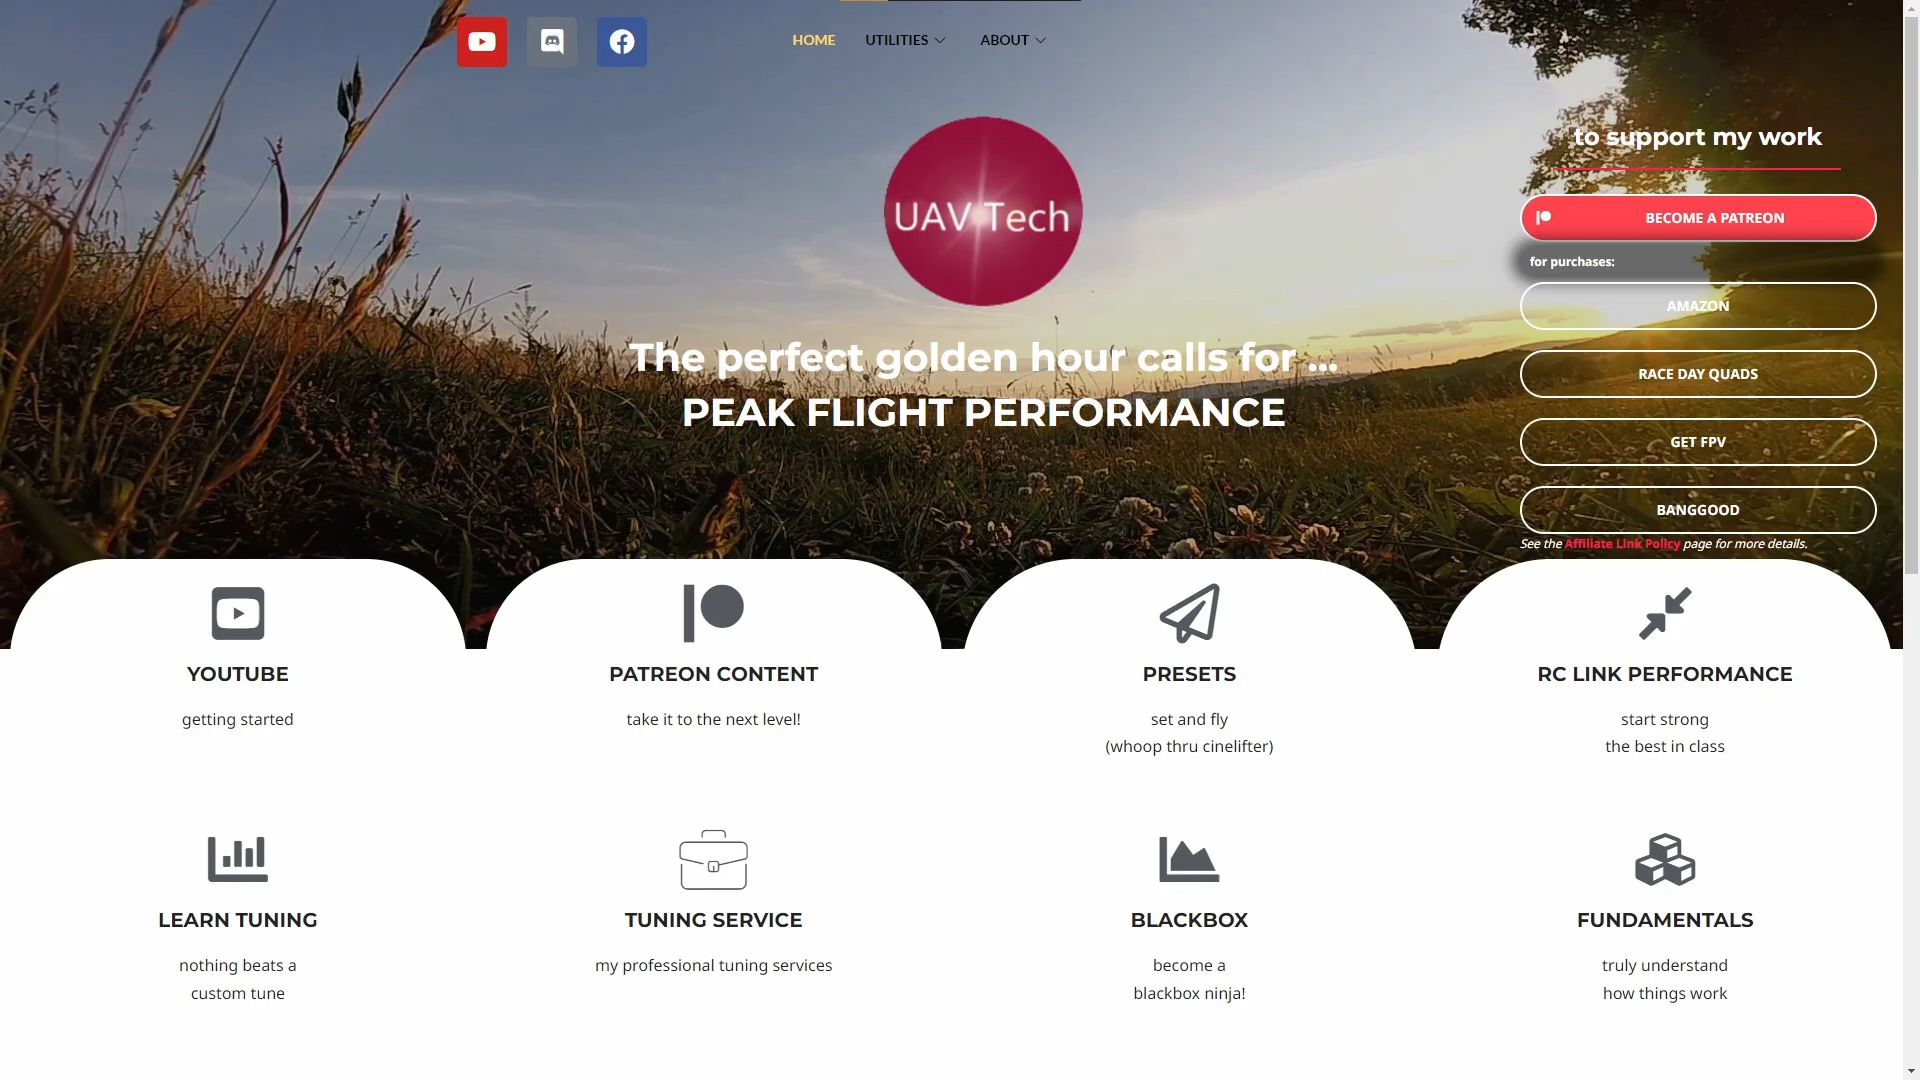 HOME
UTILITIES
ABOUT
to support my work
UAV Tech
BECOME A PATREON
for purchases:
AMAZON
The perfect golden hour calls for ...
PEAK FLIGHT PERFORMANCE
RACE DAY QUADS
GET FPV
BANGGOOD
See the Affiliate Link Policy page for more details.
YOUTUBE
getting started
PATREON CONTENT
take it to the next level!
PRESETS
set and fly
(whoop thru cinelifter)
RC LINK PERFORMANCE
start strong
the best in class
LEARN TUNING
nothing beats a
custom tune
TUNING SERVICE
my professional tuning services
BLACKBOX
become a
blackbox ninja!
FUNDAMENTALS
truly understand
how things work